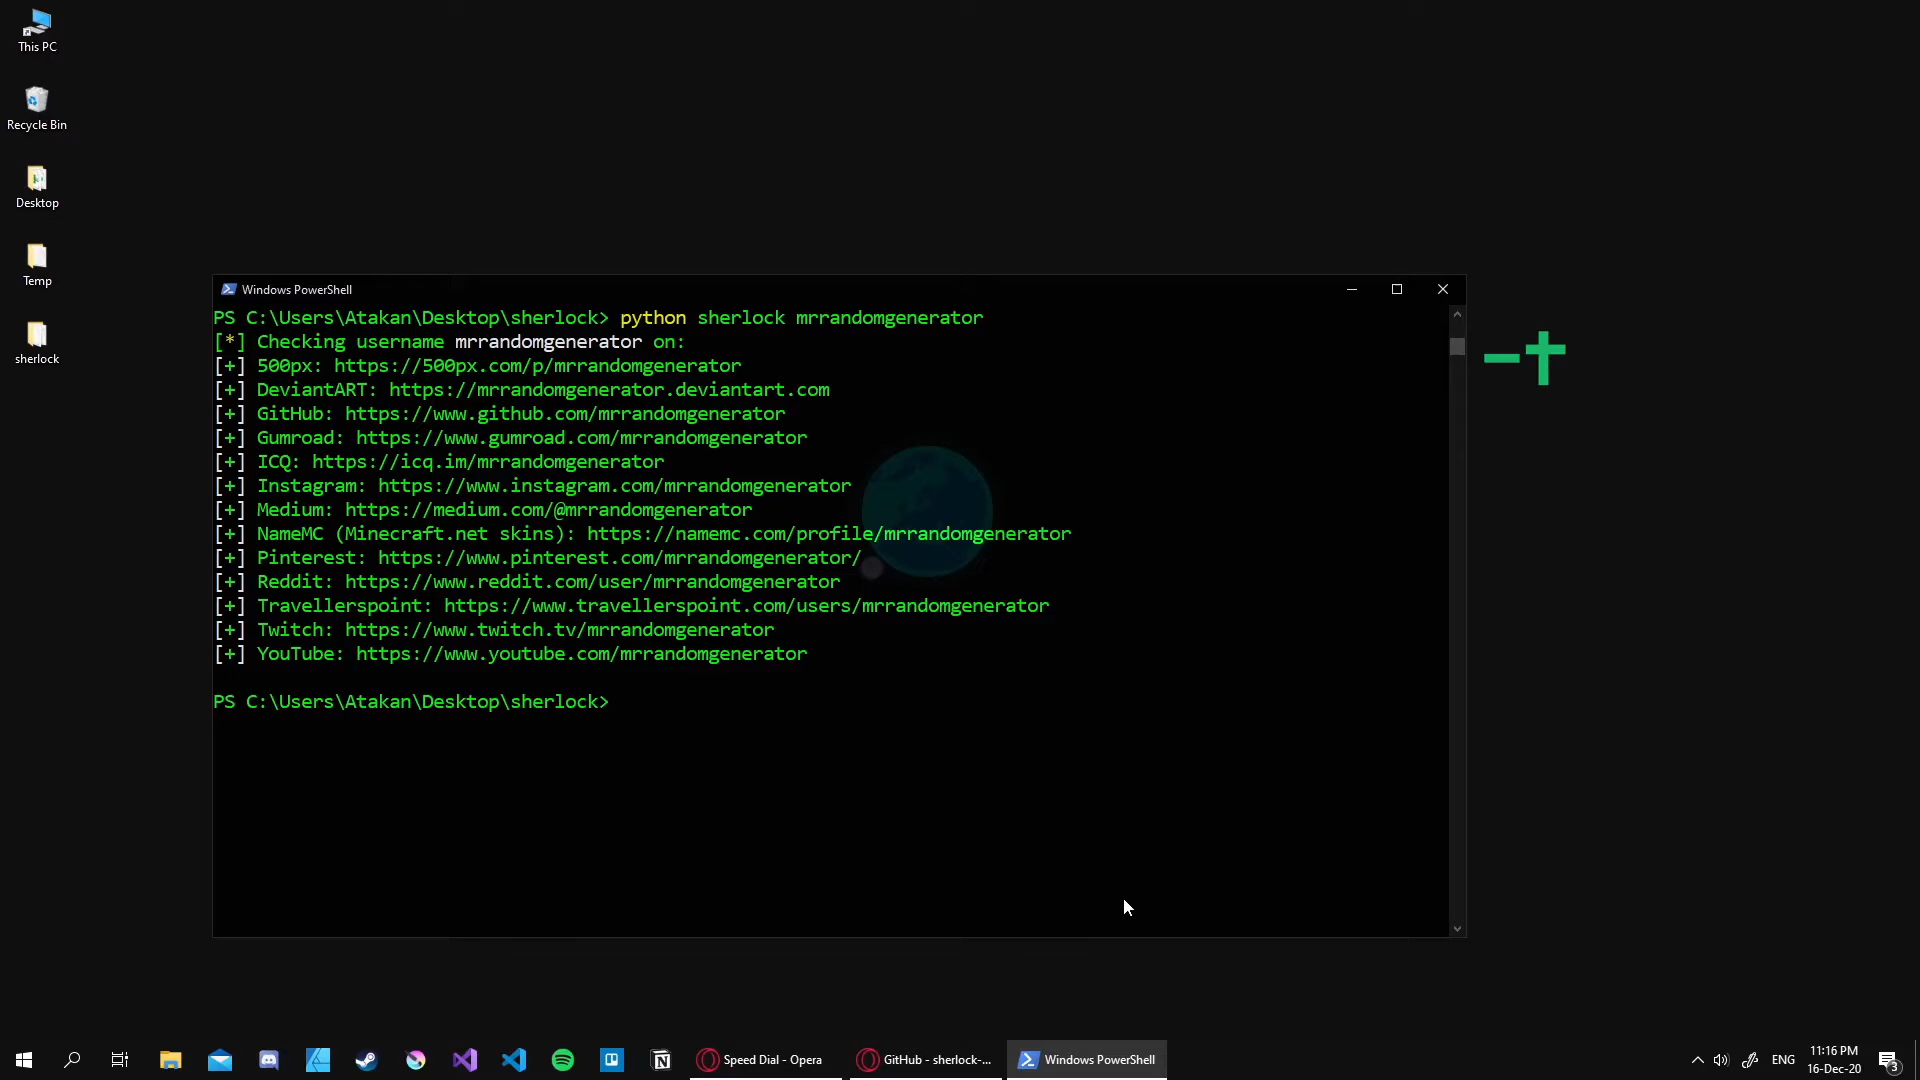 This PC
Recycle Bin
Desktop
Temp
sherlock
Windows PowerShell
PS C:\Users\Atakan\Desktop\sherlock> python sherlock mrrandomgenerator
[*] Checking username mrrandomgenerator on:
[+] 500px: https://500px.com/p/mrrandomgenerator
[+] DeviantART: https://mrrandomgenerator.deviantart.com
[+] GitHub: https://www.github.com/mrrandomgenerator
[+] Gumroad: https://www.gumroad.com/mrrandomgenerator
[+] ICQ: https://icq.im/mrrandomgenerator
[+] Instagram: https://www.instagram.com/mrrandomgenerator
[+] Medium: https://medium.com/@mrrandomgenerator
[+] NameMC (Minecraft.net skins): https://namemc.com/profile/mrrandomgenerator
[+] Pinterest: https://www.pinterest.com/mrrandomgenerator/
[+] Reddit: https://www.reddit.com/user/mrrandomgenerator
[+] Travellerspoint: https://www.travellerspoint.com/users/mrrandomgenerator
[+] Twitch: https://www.twitch.tv/mrrandomgenerator
[+] YouTube: https://www.youtube.com/mrrandomgenerator
PS C:\Users\Atakan\Desktop\sherlock>
Speed Dial - Opera
GitHub - sherlock-...
Windows PowerShell
ENG
11:16 PM
16-Dec-20
3